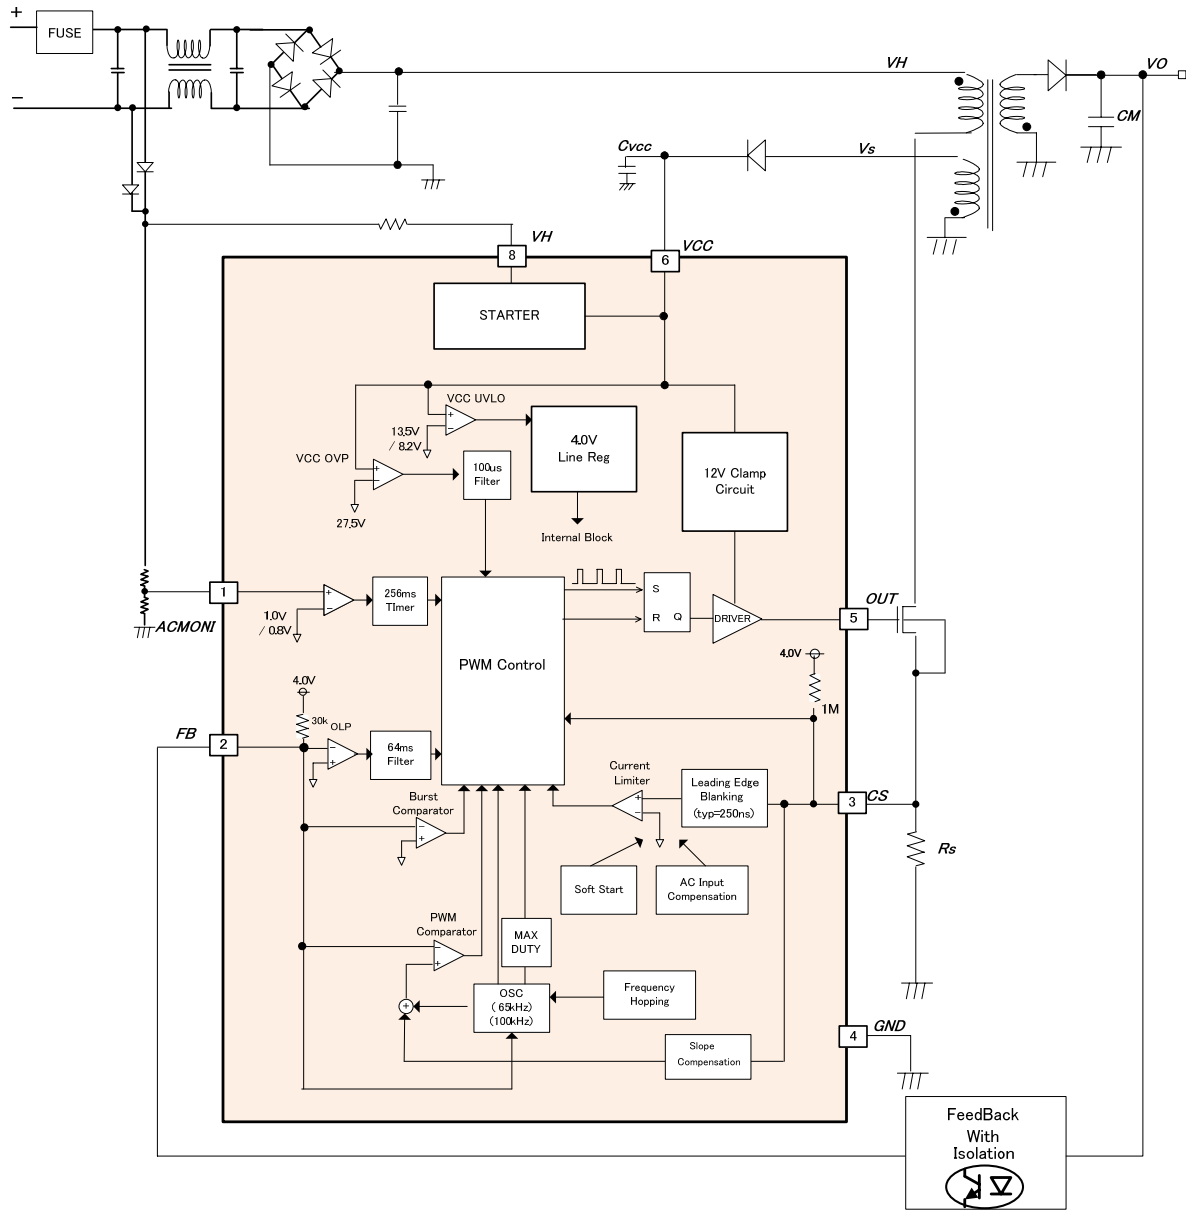 +
FUSE
−
VH
VO
CM
Cvcc
Vs
VH
8
VCC
6
STARTER
VCC UVLO
+
−
13.5V
/ 8.2V
4.0V
Line Reg
VCC OVP
+
−
27.5V
100us
Filter
12V Clamp
Circuit
Internal Block
1
ACMONI
+
−
1.0V
/ 0.8V
256ms
TImer
PWM Control
S
R Q
DRIVER
5
OUT
4.0V
1M
4.0V
30k
OLP
FB
2
−
+
64ms
Filter
Current
Limiter
+
−
Leading Edge
Blanking
(typ=250ns)
3
CS
Rs
Burst
Comparator
−
+
Soft Start
AC Input
Compensation
PWM
Comparator
−
+
MAX
DUTY
+
OSC
( 65kHz)
(100kHz)
Frequency
Hopping
Slope
Compensation
4
GND
FeedBack
With
Isolation